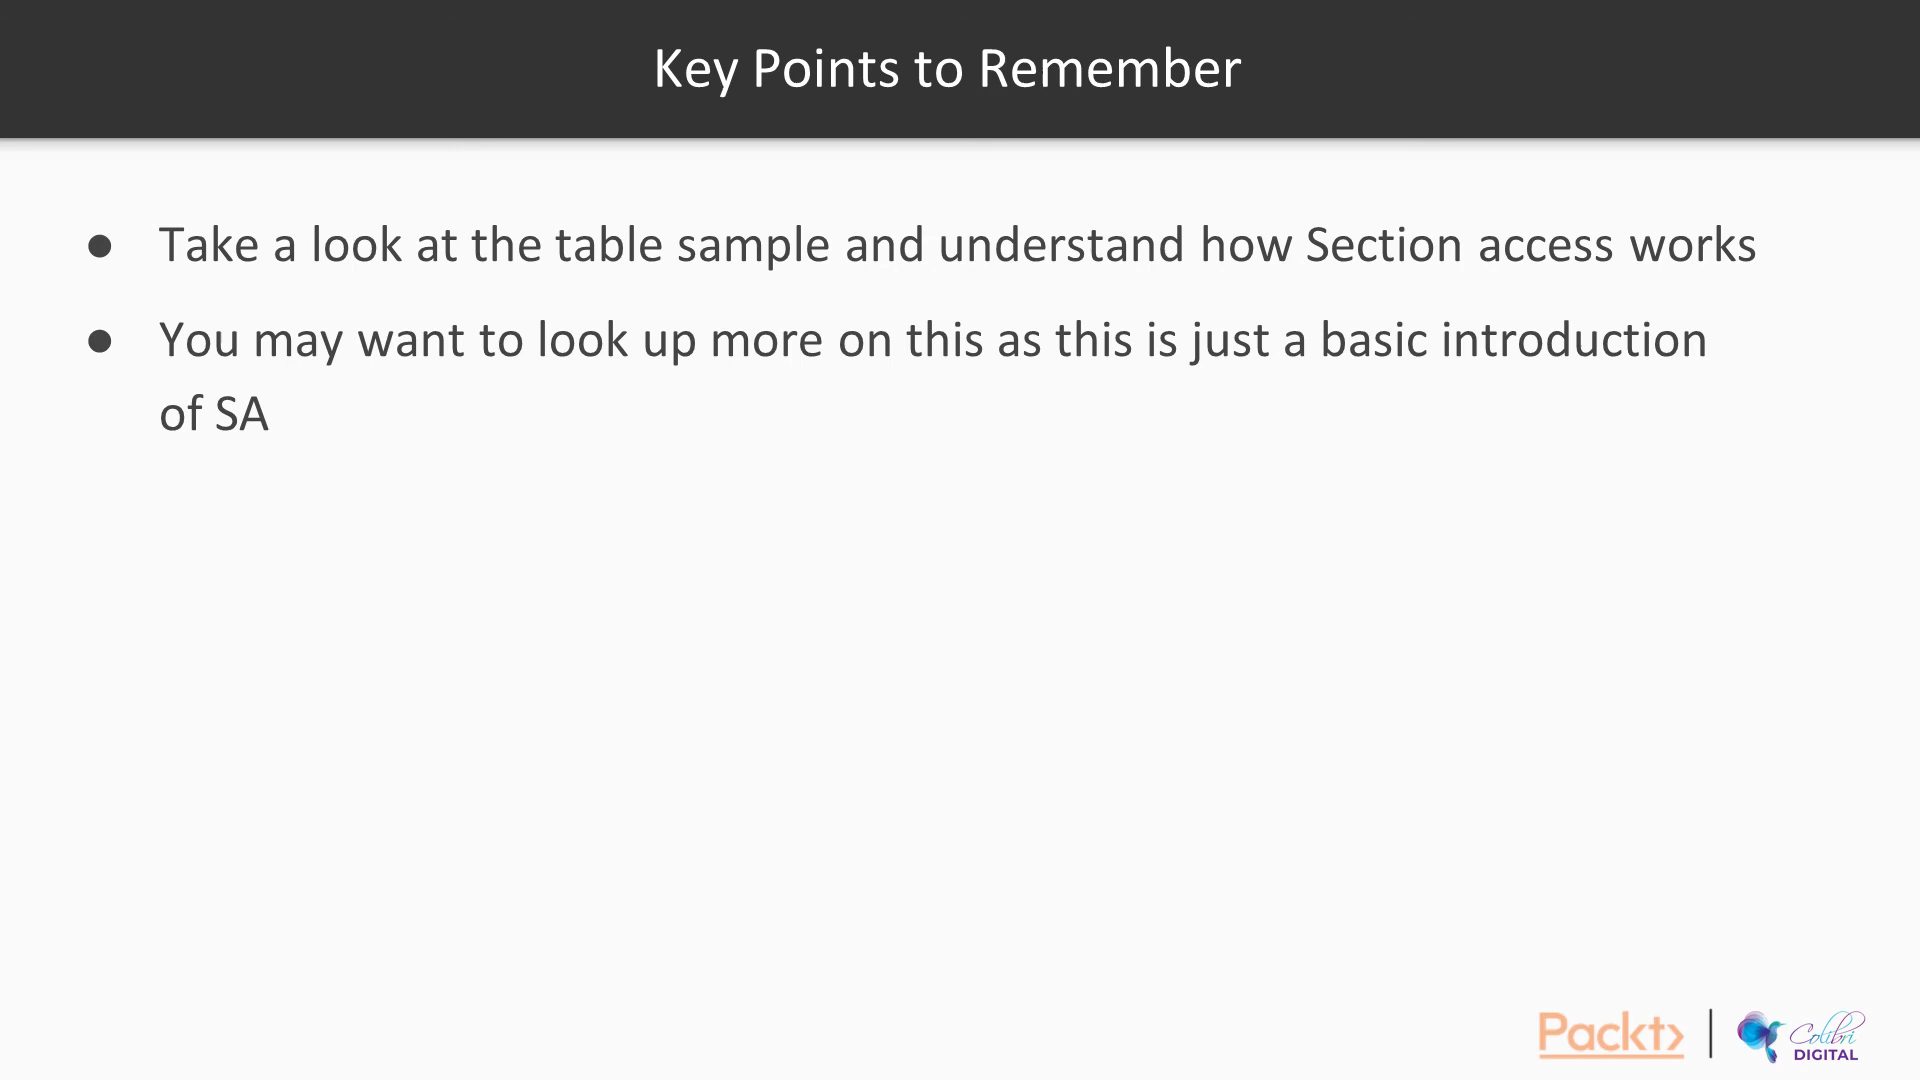 Key Points to Remember
● Take a look at the table sample and understand how Section access works
● You may want to look up more on this as this is just a basic introduction
of SA
Packt>
Colibri
DIGITAL